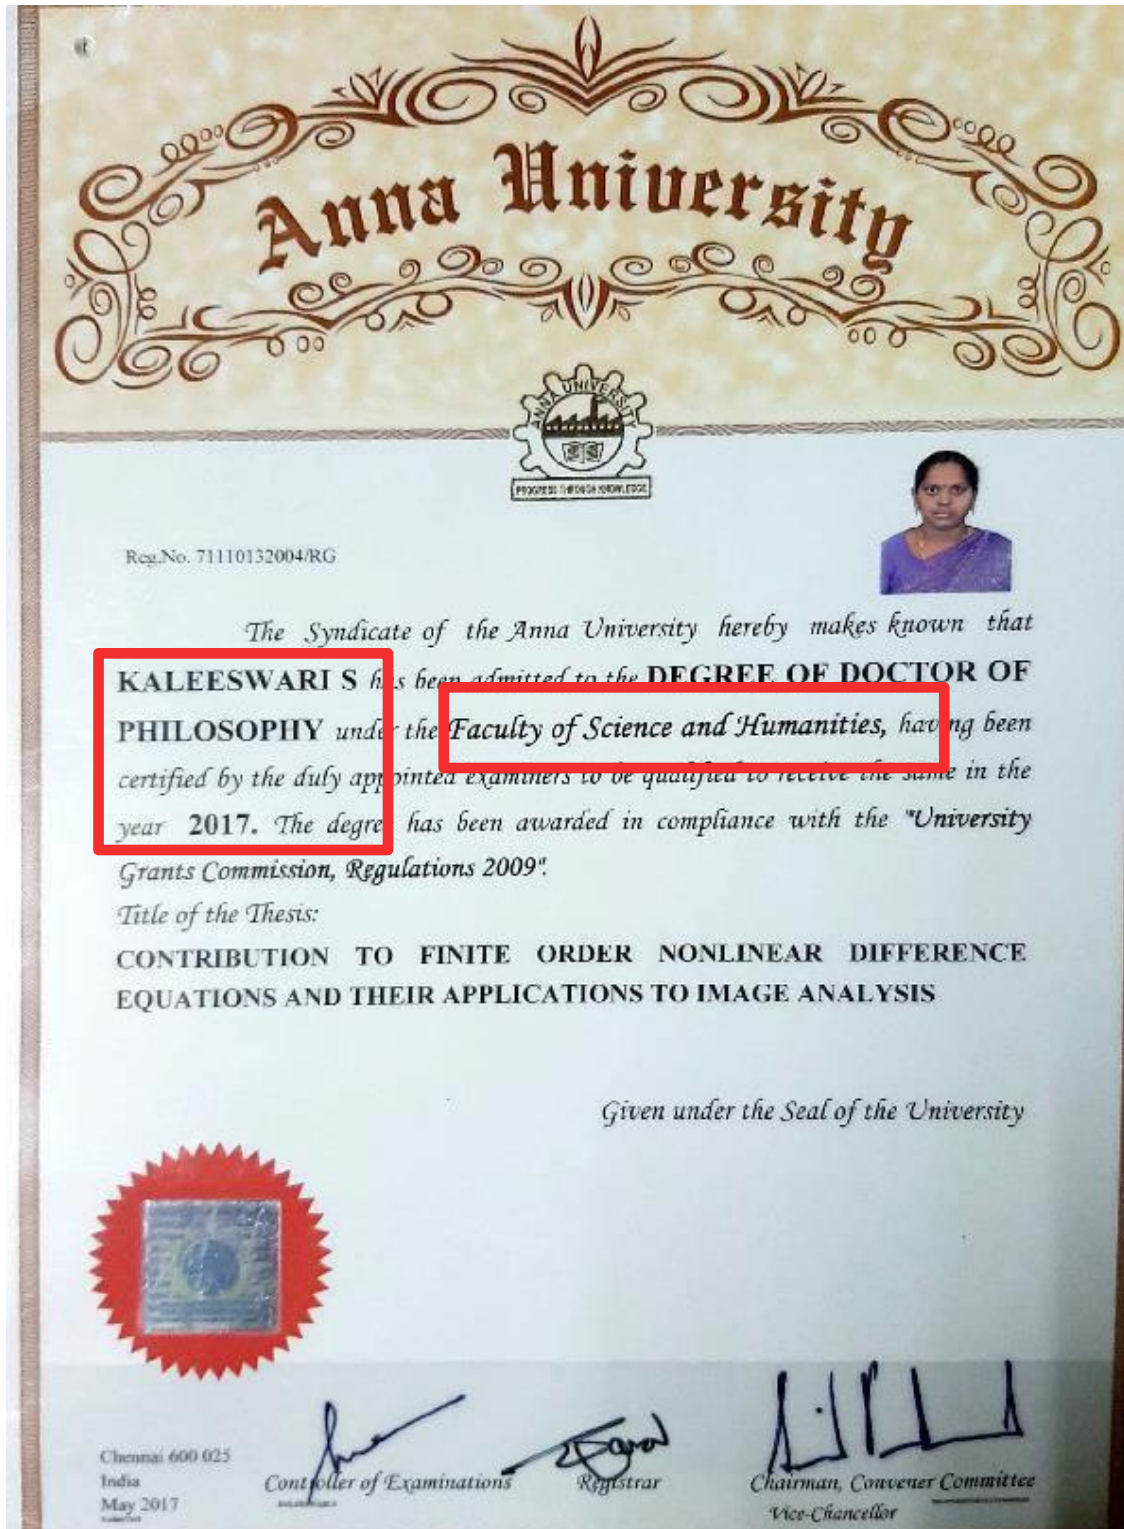 Anna University
ANNA UNIVERSITY
PROGRESS THROUGH KNOWLEDGE
Reg.No. 71110132004/RG
The Syndicate of the Anna University hereby makes known that
KALEESWARI S has been admitted to the DEGREE OF DOCTOR OF
PHILOSOPHY under the Faculty of Science and Humanities, having been
certified by the duly appointed examiners to be qualified to receive the same in the
year 2017. The degree has been awarded in compliance with the "University
Grants Commission, Regulations 2009".
Title of the Thesis:
CONTRIBUTION TO FINITE ORDER NONLINEAR DIFFERENCE
EQUATIONS AND THEIR APPLICATIONS TO IMAGE ANALYSIS
Given under the Seal of the University
Chennai 600 025
India
May 2017
Controller of Examinations
Registrar
Chairman, Convener Committee
Vice-Chancellor